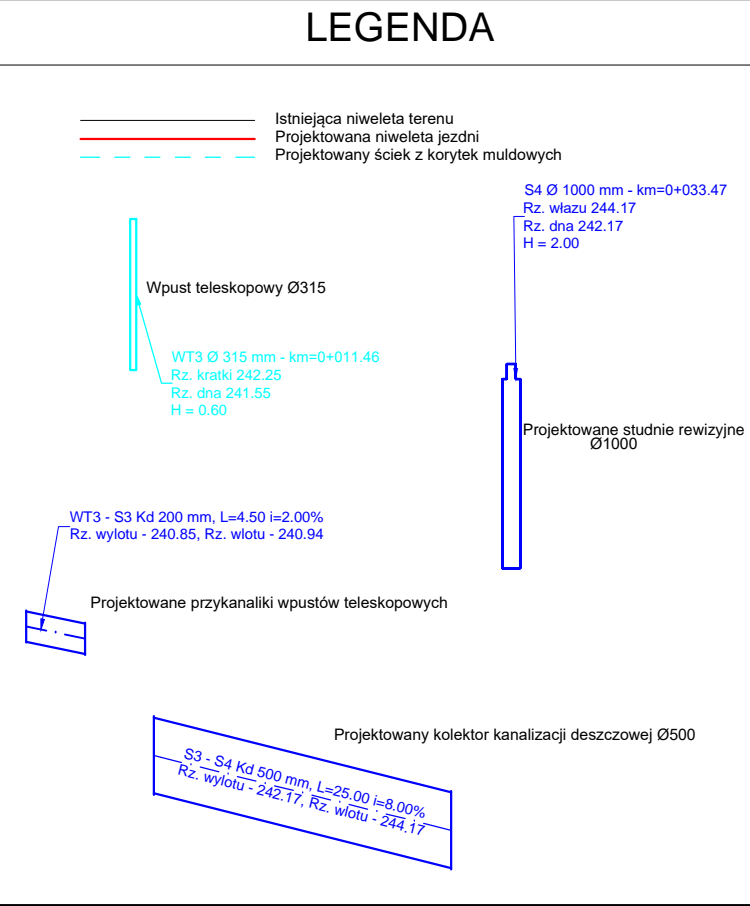 LEGENDA
Istniejąca niweleta terenu
Projektowana niweleta jezdni
Projektowany ściek z korytek muldowych
S4 Ø 1000 mm - km=0+033.47
Rz. włazu 244.17
Rz. dna 242.17
H = 2.00
Wpust teleskopowy Ø315
WT3 Ø 315 mm - km=0+011.46
Rz. kratki 242.25
Rz. dna 241.55
H = 0.60
Projektowane studnie rewizyjne
Ø1000
WT3 - S3 Kd 200 mm, L=4.50 i=2.00%
Rz. wylotu - 240.85, Rz. wlotu - 240.94
Projektowane przykanaliki wpustów teleskopowych
Projektowany kolektor kanalizacji deszczowej Ø500
S3 - S4 Kd 500 mm, L=25.00 i=8.00%
Rz. wylotu - 242.17, Rz. wlotu - 244.17